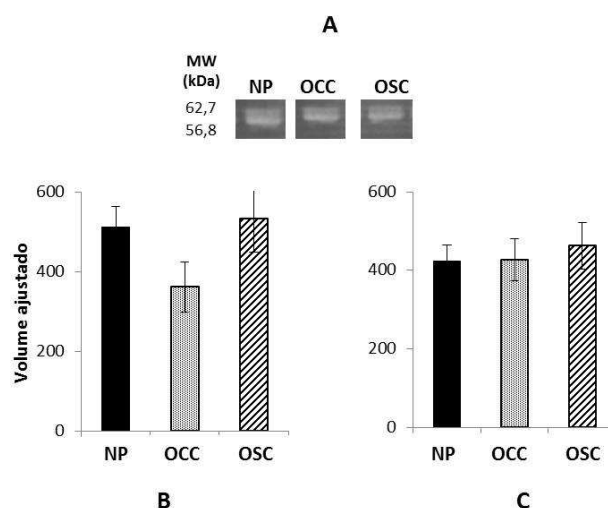 A
MW
(kDa)
NP OCC OSC
62,7
56,8
600
400
200
0
Volume ajustado
NP OCC OSC
B
600
400
200
0
NP OCC OSC
C